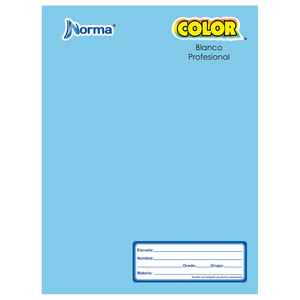 Norma
COLOR
Blanco
Profesional
Escuela:
Nombre:
Grado: Grupo:
Materia: